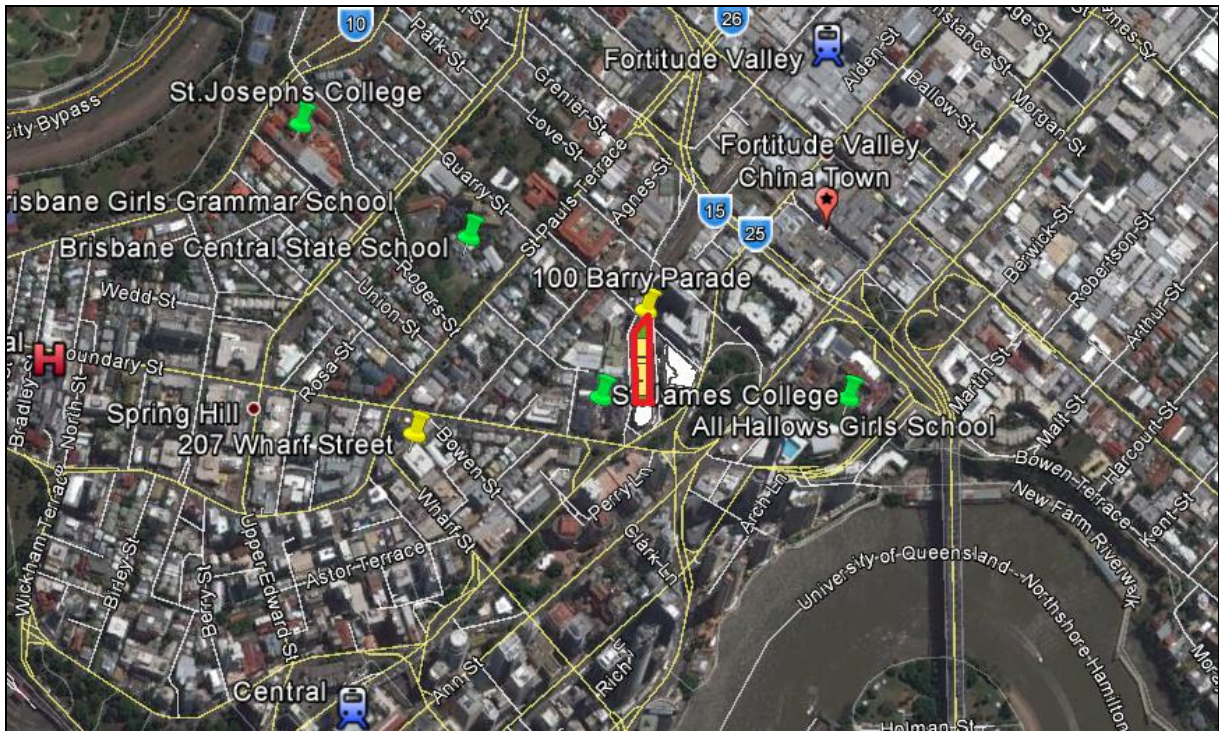 10
26
Park St
Fortitude Valley
Alden St
Constance St
James St
Ballow St
Morgan St
City Bypass
St.Josephs College
Grenier St
Love St
Fortitude Valley
China Town
Quarry St
St Pauls Terrace
Agnes St
15
25
risbane Girls Grammar School
Brisbane Central State School
Rogers St
Union St
100 Barry Parade
Berwick St
Robertson St
Arthur St
Wedd St
H
oundary St
Bradley St
North St
Rosa St
Spring Hill
207 Wharf Street
Bowen St
St James College
All Hallows Girls School
Martin St
Malt St
Harcourt St
Bowen Terrace
New Farm Riverwalk
Kent St
Perry Ln
Arch Ln
Wharf St
Clark Ln
Wickham Terrace
Birley St
Berry St
Upper Edward St
Astor Terrace
University of Queensland---Northshore-Hamilton
Central
Ann St
Holman St